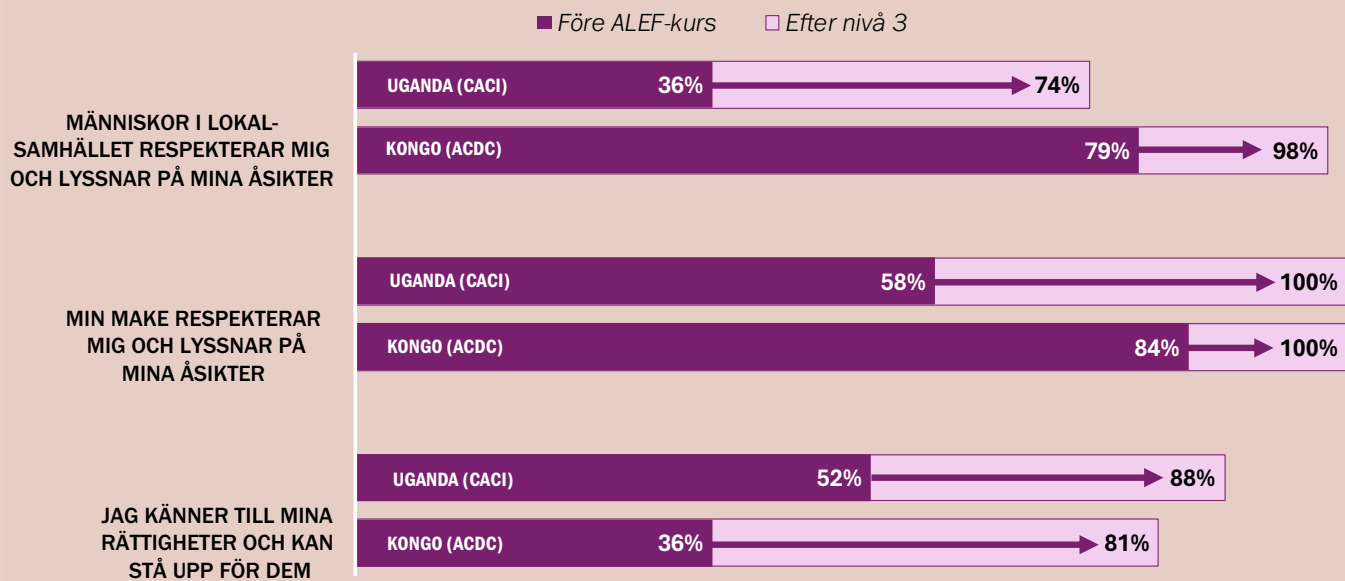 Före ALEF-kurs Efter nivå 3
MÄNNISKOR I LOKAL-
SAMHÄLLET RESPEKTERAR MIG
OCH LYSSNAR PÅ MINA ÅSIKTER
UGANDA (CACI) 36% 74%
KONGO (ACDC) 79% 98%
MIN MAKE RESPEKTERAR
MIG OCH LYSSNAR PÅ
MINA ÅSIKTER
UGANDA (CACI) 58% 100%
KONGO (ACDC) 84% 100%
JAG KÄNNER TILL MINA
RÄTTIGHETER OCH KAN
STÅ UPP FÖR DEM
UGANDA (CACI) 52% 88%
KONGO (ACDC) 36% 81%